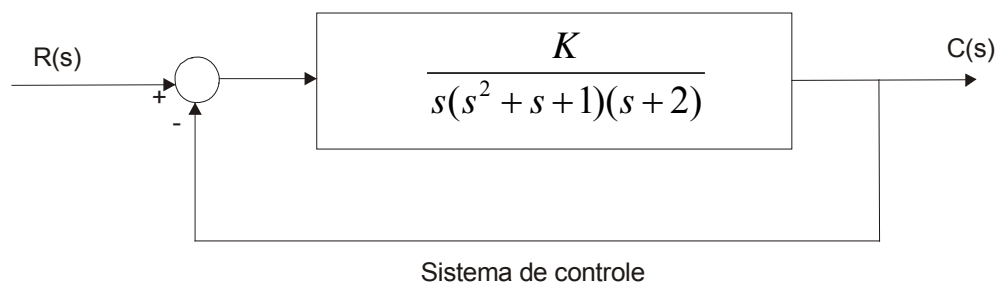 R(s)
C(s)
K
s(s² + s + 1)(s + 2)
+
-
Sistema de controle